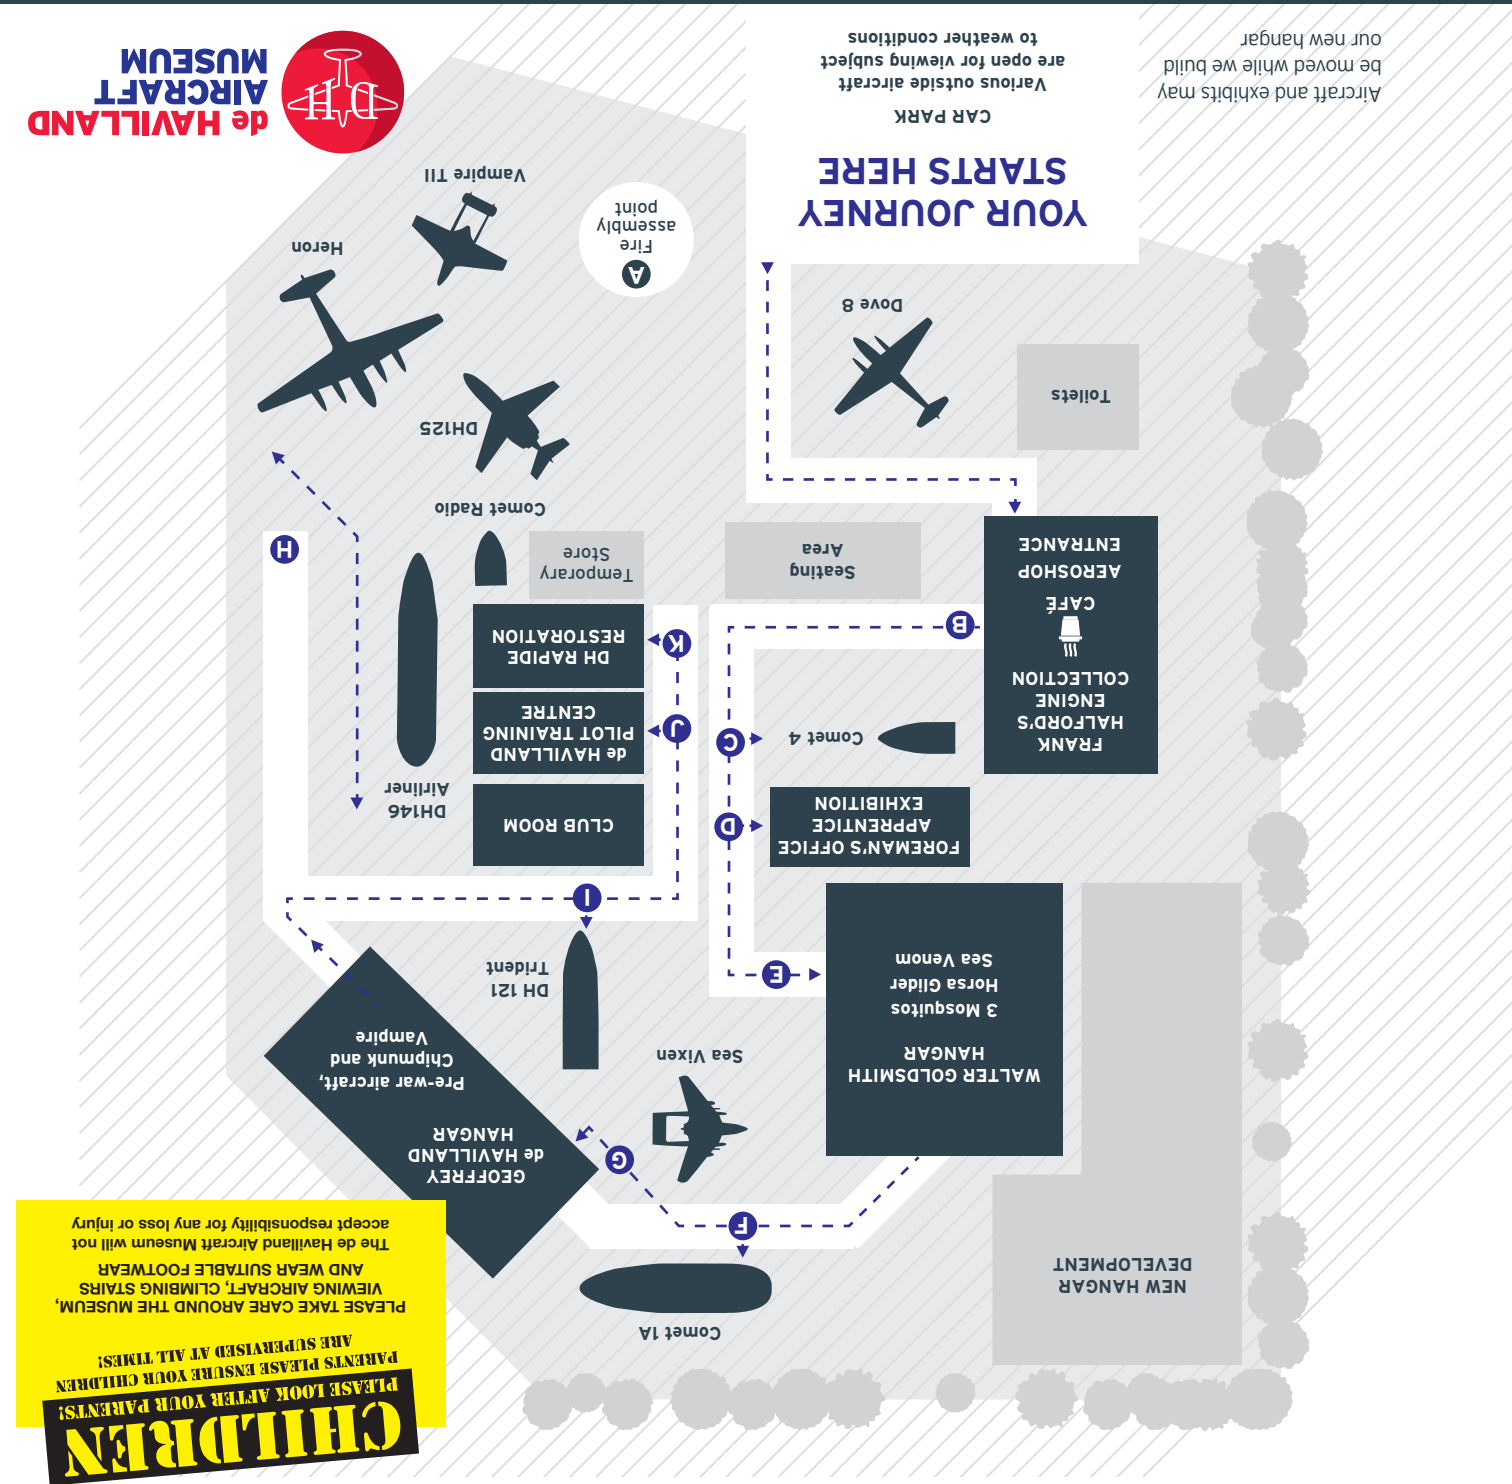 CHILDREN
PLEASE LOOK AFTER YOUR PARENTS!
PARENTS PLEASE ENSURE YOUR CHILDREN
ARE SUPERVISED AT ALL TIMES!
PLEASE TAKE CARE AROUND THE MUSEUM,
VIEWING AIRCRAFT, CLIMBING STAIRS
AND WEAR SUITABLE FOOTWEAR
The de Havilland Aircraft Museum will not
accept responsibility for any loss or injury
Comet 1A
NEW HANGAR
DEVELOPMENT
F
G
GEOFFREY
de HAVILLAND
HANGAR
Pre-war aircraft,
Chipmunk and
Vampire
Sea Vixen
WALTER GOLDSMITH
HANGAR
3 Mosquitos
Horsa Glider
Sea Venom
E
DH 121
Trident
I
FOREMAN'S OFFICE
APPRENTICE
EXHIBITION
D
CLUB ROOM
DH146
Airliner
FRANK
HALFORD'S
ENGINE
COLLECTION
CAFÉ
AEROSHOP
ENTRANCE
Comet 4
C
J
de HAVILLAND
PILOT TRAINING
CENTRE
K
DH RAPIDE
RESTORATION
B
Seating
Area
Temporary
Store
H
Comet Radio
DH125
Toilets
Dove 8
A
Fire
assembly
point
Heron
Vampire T11
YOUR JOURNEY
STARTS HERE
CAR PARK
Various outside aircraft
are open for viewing subject
to weather conditions
Aircraft and exhibits may
be moved while we build
our new hangar
DH
de HAVILLAND
AIRCRAFT
MUSEUM